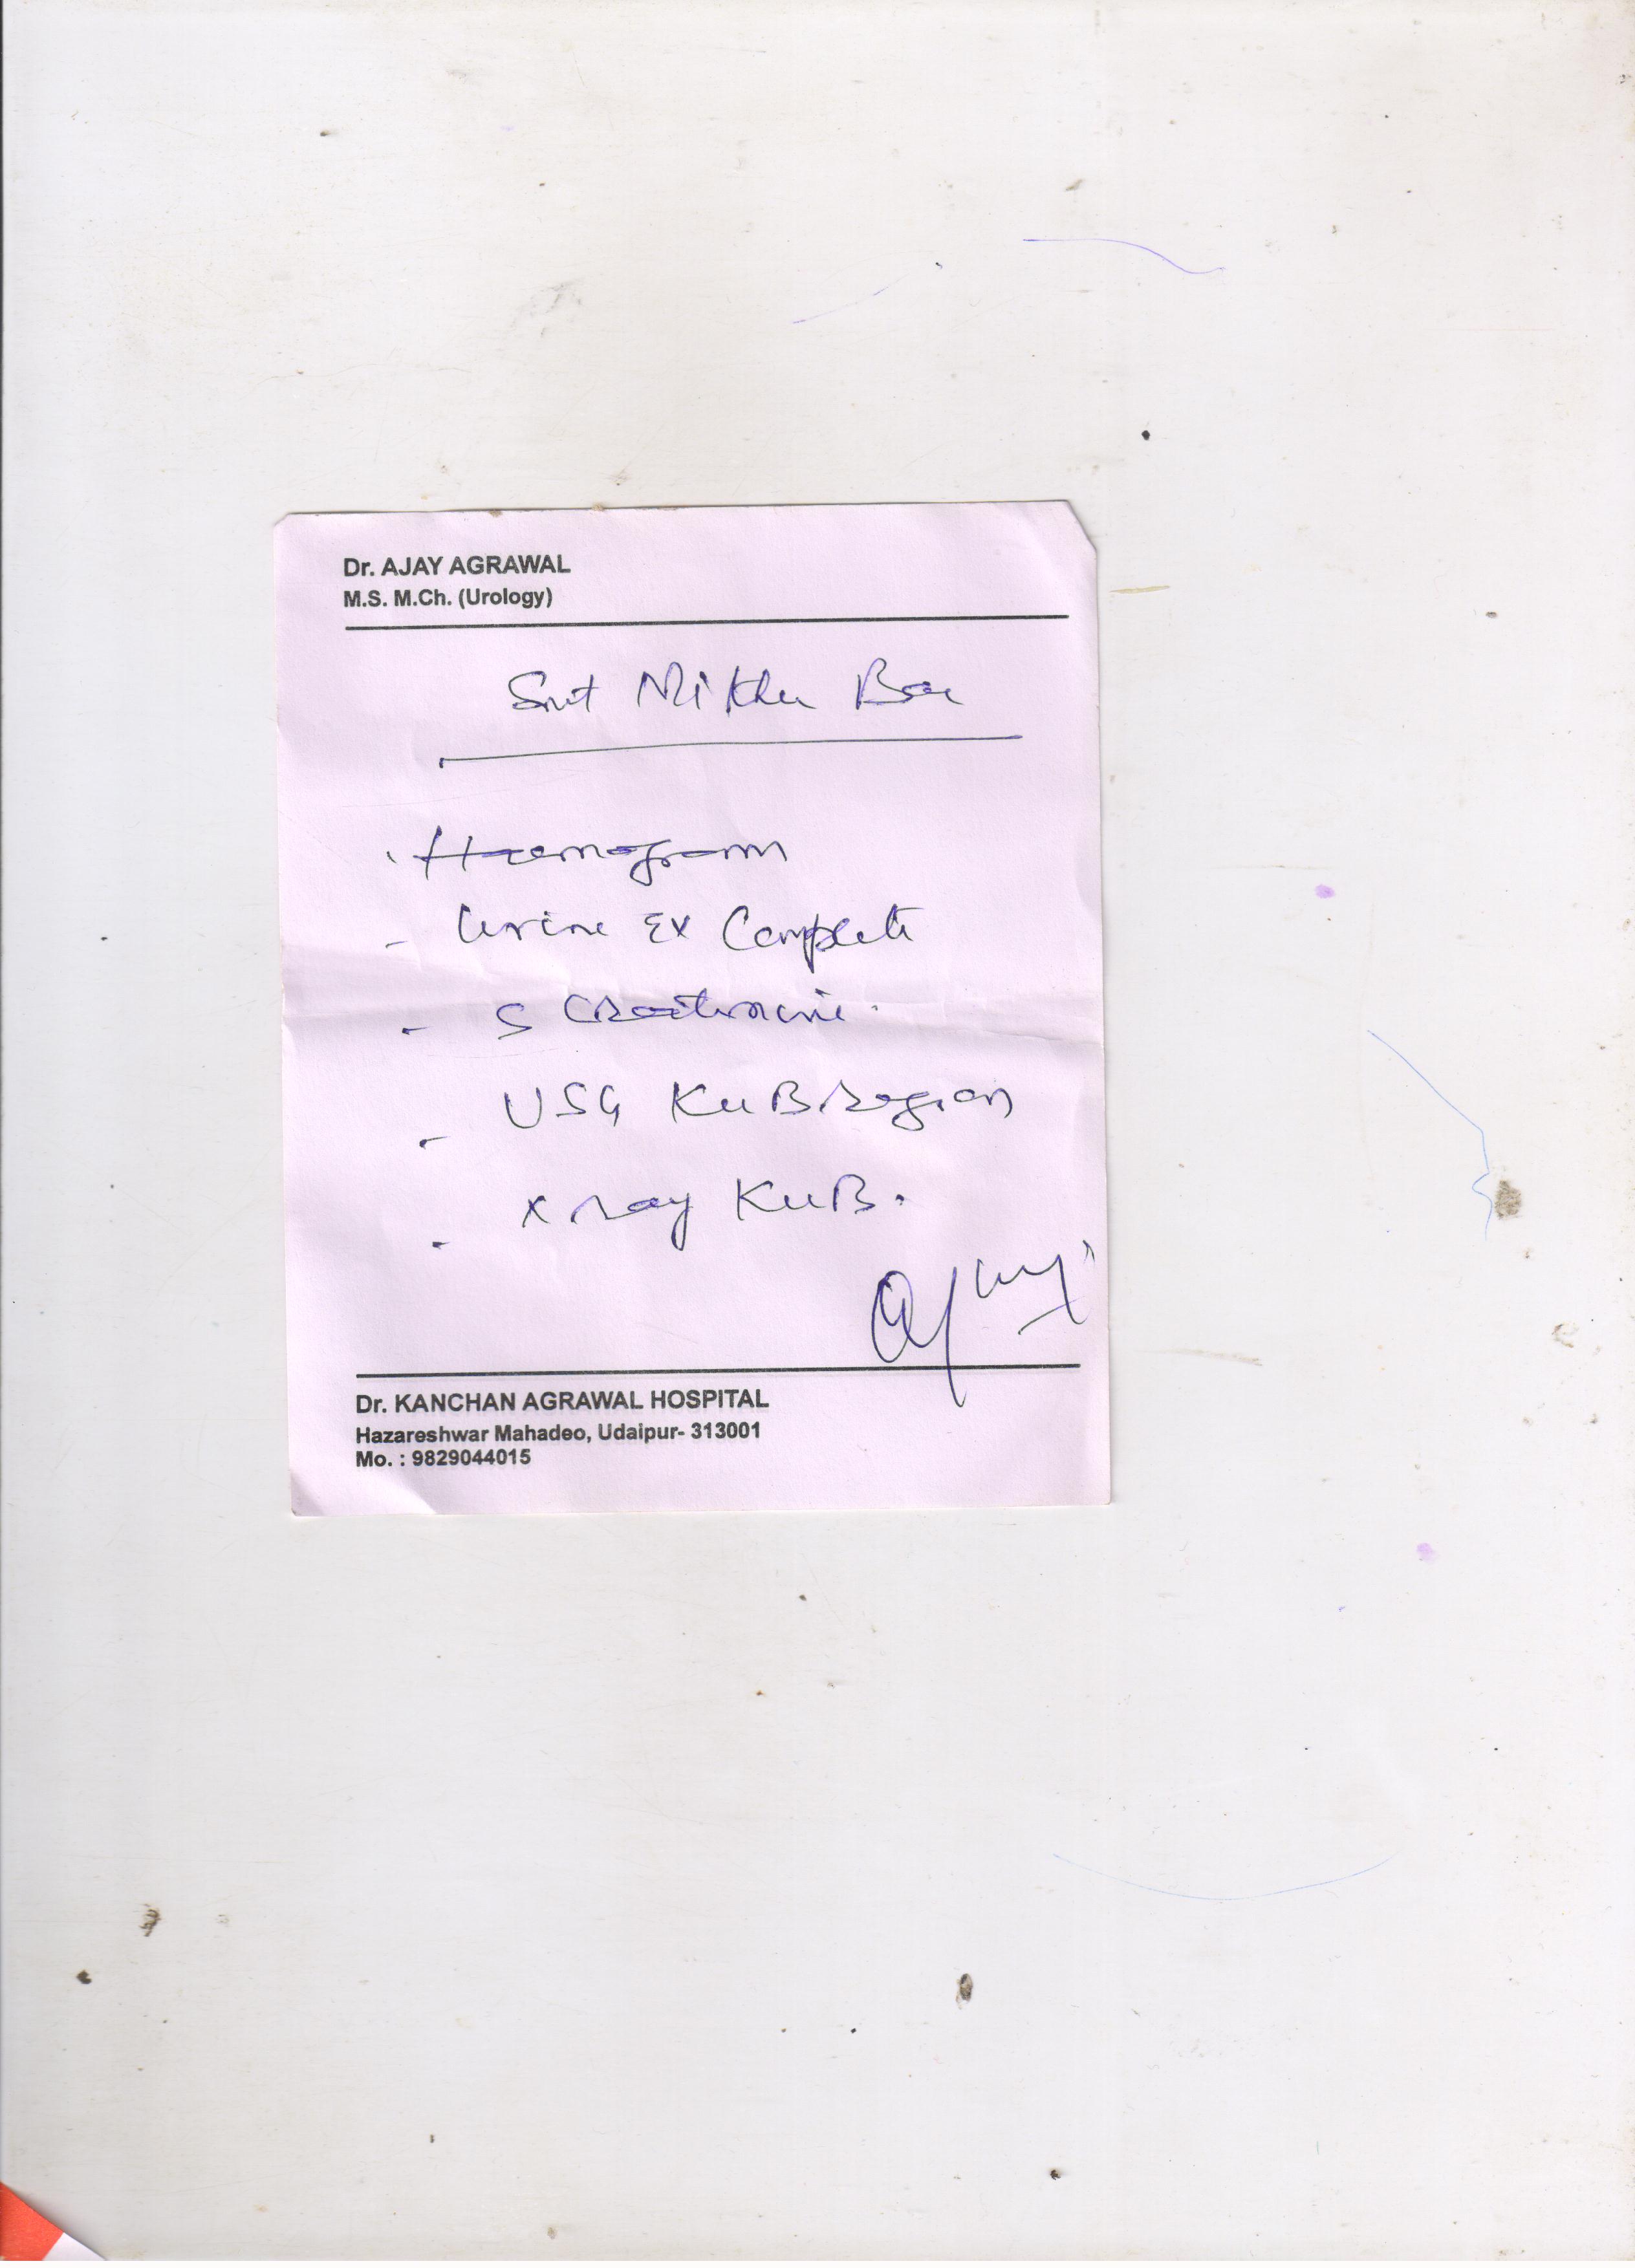 Dr. AJAY AGRAWAL
M.S. M.Ch. (Urology)
Smt Mithu Bai
Haemogram
- Urine Ex Complete
- S Creatinine
- USG KUB Region
- X Ray KUB.
Dr. KANCHAN AGRAWAL HOSPITAL
Hazareshwar Mahadeo, Udaipur- 313001
Mo. : 9829044015